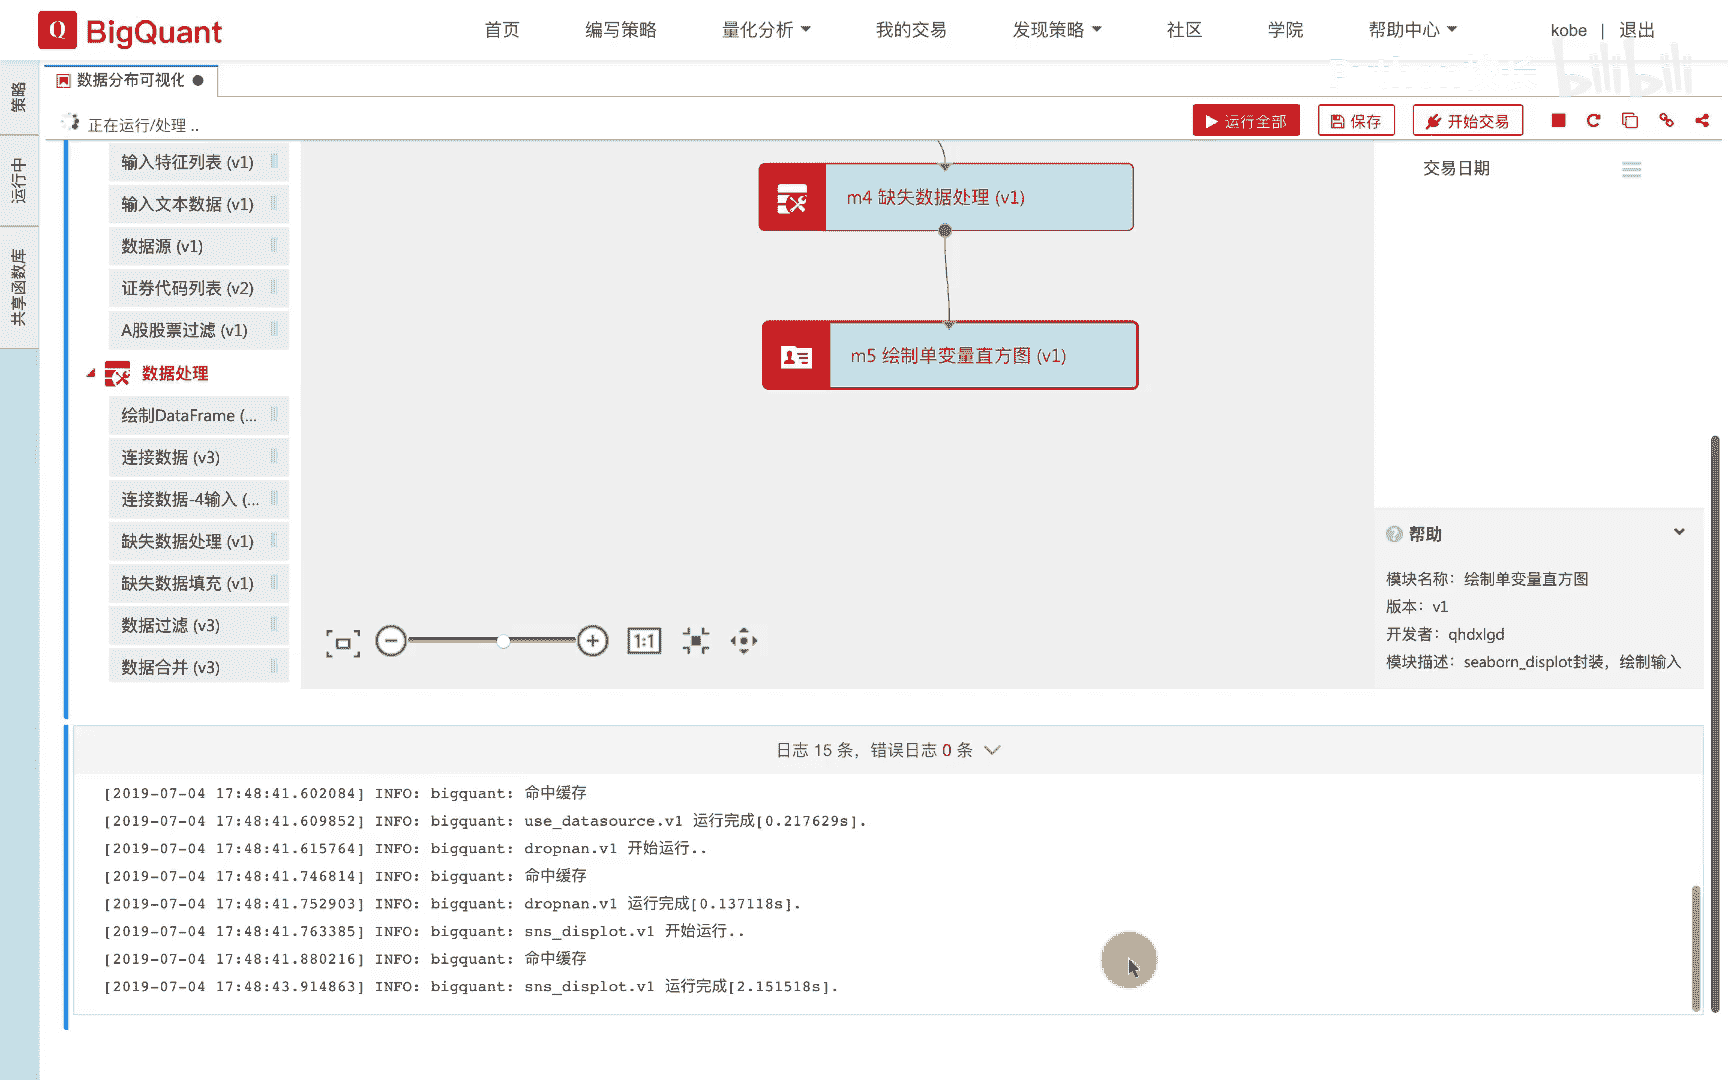 Q BigQuant 首页 编写策略 量化分析 我的交易 发现策略 社区 学院 帮助中心 kobe | 退出
bilibili
策略
运行中
共享函数库
数据分布可视化
正在运行/处理 ..
运行全部 保存 开始交易
输入特征列表 (v1)
输入文本数据 (v1)
数据源 (v1)
证券代码列表 (v2)
A股股票过滤 (v1)
数据处理
绘制DataFrame (...
连接数据 (v3)
连接数据-4输入 (...
缺失数据处理 (v1)
缺失数据填充 (v1)
数据过滤 (v3)
数据合并 (v3)
m4 缺失数据处理 (v1)
m5 绘制单变量直方图 (v1)
1:1
交易日期
帮助
模块名称：绘制单变量直方图
版本：v1
开发者：qhdxlgd
模块描述：seaborn_displot封装，绘制输入
日志 15 条，错误日志 0 条
[2019-07-04 17:48:41.602084] INFO: bigquant: 命中缓存
[2019-07-04 17:48:41.609852] INFO: bigquant: use_datasource.v1 运行完成[0.217629s].
[2019-07-04 17:48:41.615764] INFO: bigquant: dropnan.v1 开始运行..
[2019-07-04 17:48:41.746814] INFO: bigquant: 命中缓存
[2019-07-04 17:48:41.752903] INFO: bigquant: dropnan.v1 运行完成[0.137118s].
[2019-07-04 17:48:41.763385] INFO: bigquant: sns_displot.v1 开始运行..
[2019-07-04 17:48:41.880216] INFO: bigquant: 命中缓存
[2019-07-04 17:48:43.914863] INFO: bigquant: sns_displot.v1 运行完成[2.151518s].